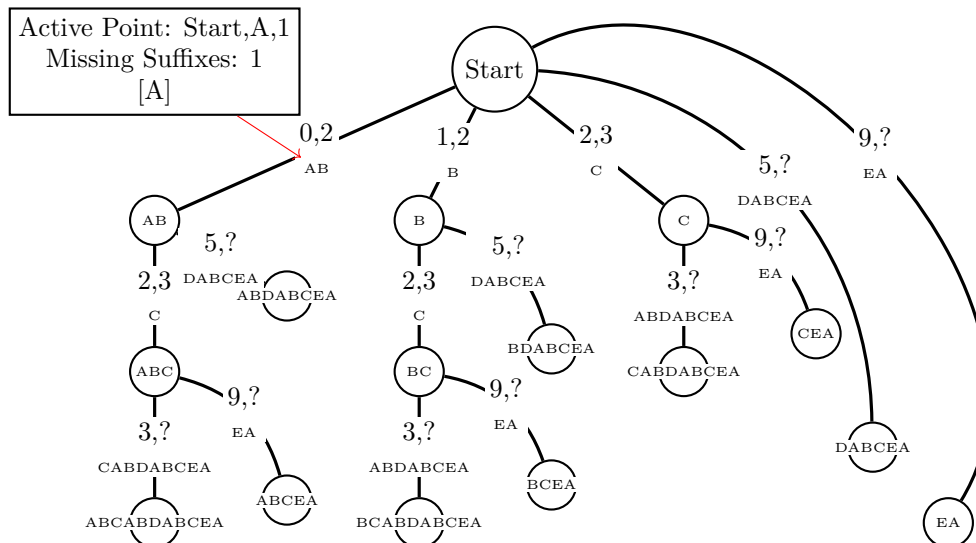 Active Point: Start,A,1
Missing Suffixes: 1
[A]
Start
0,2
AB
1,2
B
2,3
C
5,?
DABCEA
9,?
EA
AB
B
C
5,?
DABCEA
5,?
DABCEA
9,?
EA
2,3
C
2,3
C
3,?
ABDABCEA
ABDABCEA
BDABCEA
CEA
ABC
BC
CABDABCEA
9,?
EA
9,?
EA
3,?
CABDABCEA
3,?
ABDABCEA
DABCEA
ABCEA
BCEA
ABCABDABCEA
BCABDABCEA
EA